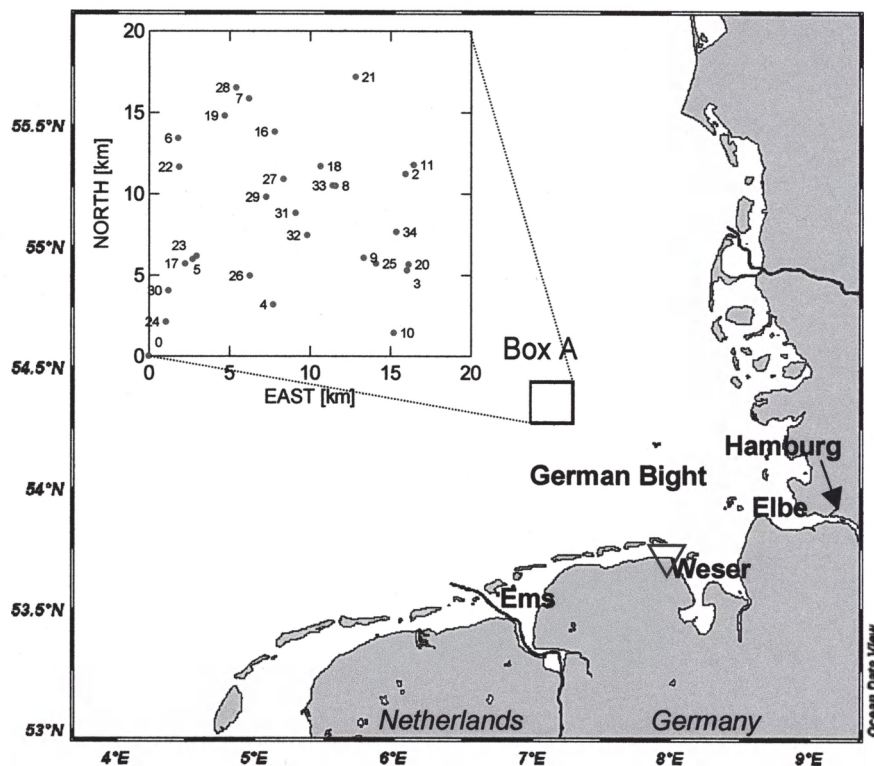 20
15
10
5
0
NORTH [km]
28
7
21
19
16
6
22
18
11
2
27
33
8
29
31
32
34
23
17
5
9
25
20
3
26
30
4
24
10
0
0
5
10
15
20
EAST [km]
Box A
55.5°N
55°N
54.5°N
54°N
53.5°N
53°N
Hamburg
German Bight
Elbe
Weser
Ems
Netherlands
Germany
Ocean Data View
4°E
5°E
6°E
7°E
8°E
9°E